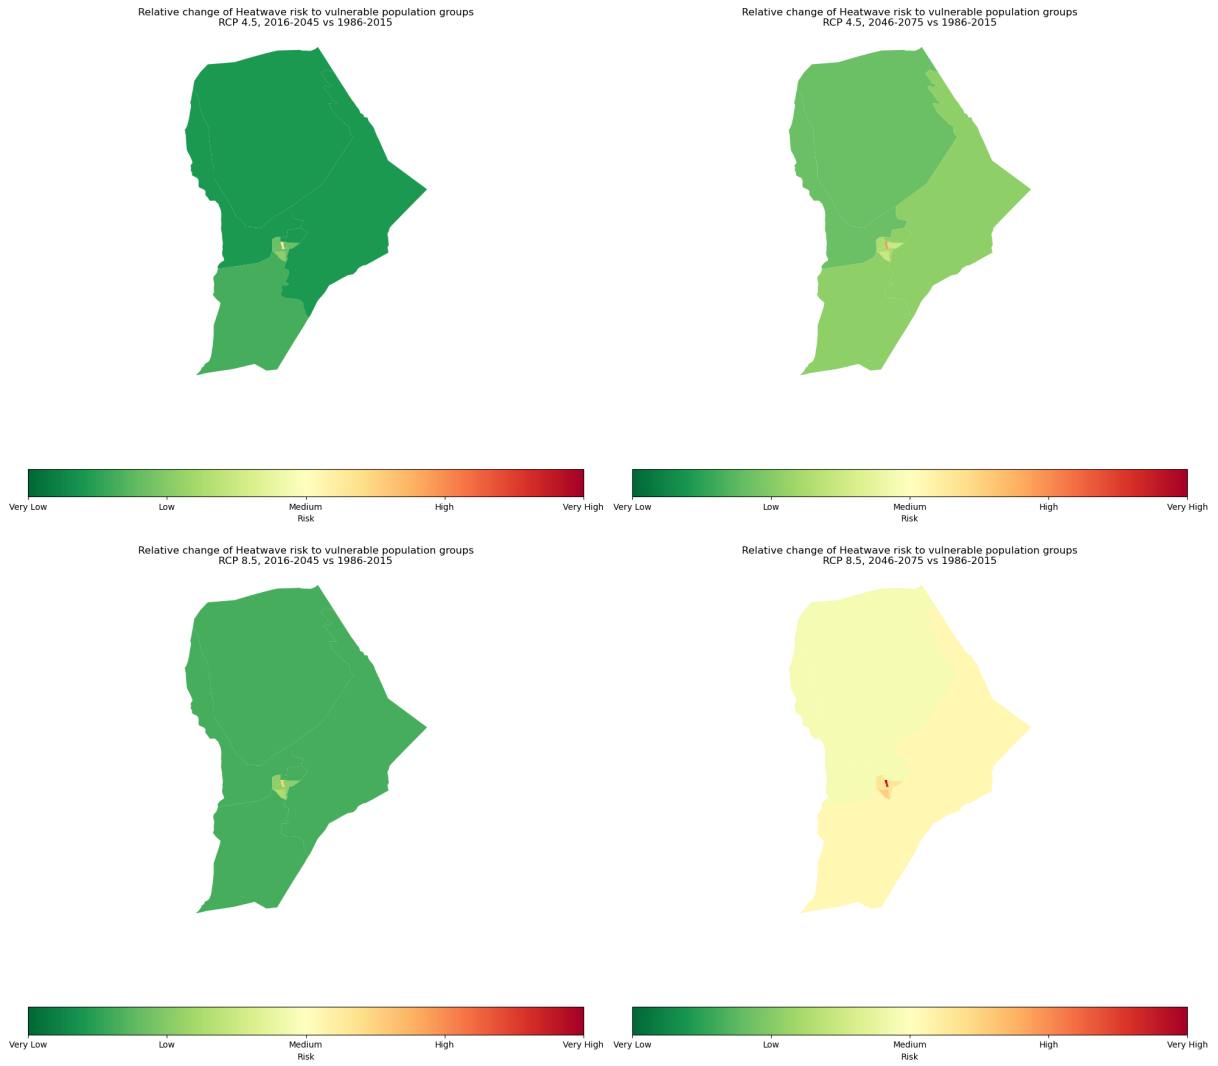 Relative change of Heatwave risk to vulnerable population groups
RCP 4.5, 2016-2045 vs 1986-2015
Very Low Low Medium High Very High
Risk
Relative change of Heatwave risk to vulnerable population groups
RCP 4.5, 2046-2075 vs 1986-2015
Very Low Low Medium High Very High
Risk
Relative change of Heatwave risk to vulnerable population groups
RCP 8.5, 2016-2045 vs 1986-2015
Very Low Low Medium High Very High
Risk
Relative change of Heatwave risk to vulnerable population groups
RCP 8.5, 2046-2075 vs 1986-2015
Very Low Low Medium High Very High
Risk